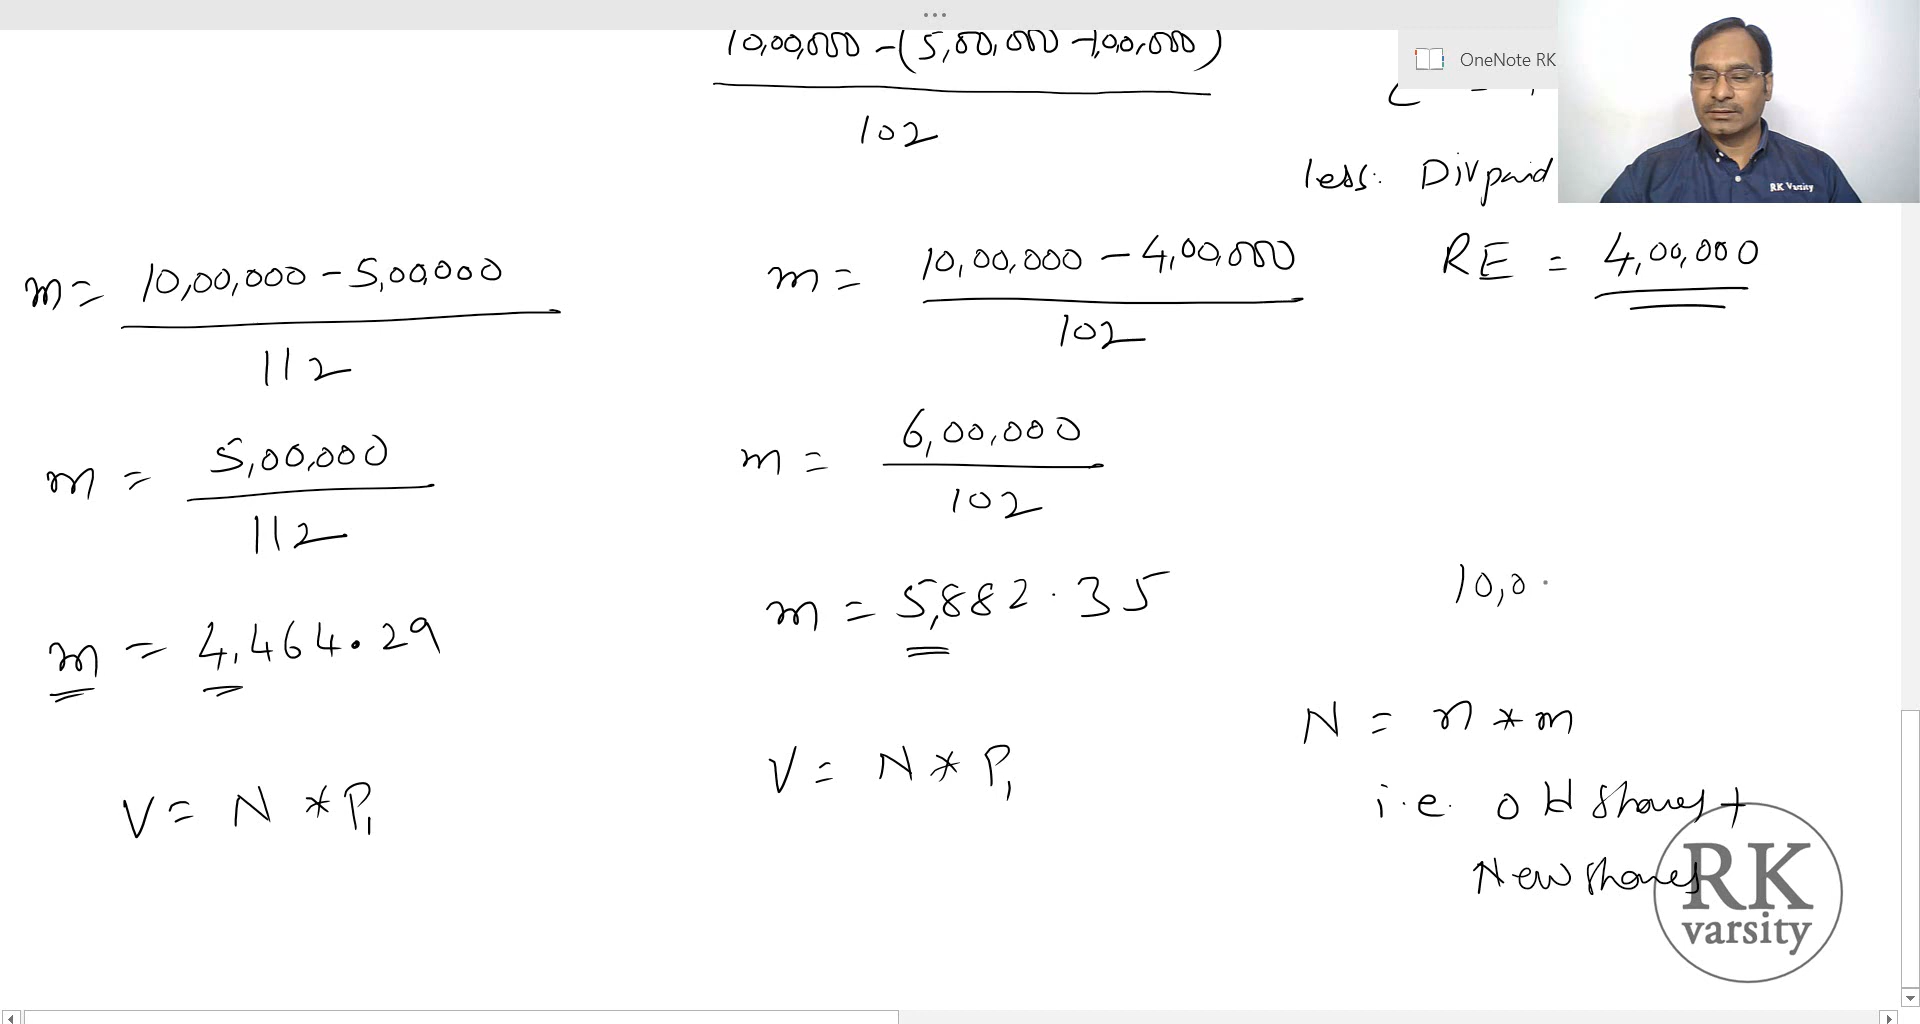 10,00,000 - (5,00,000 - 1,00,000)
102
OneNote RK
less: Div paid
RK Varsity
m = 10,00,000 - 5,00,000
112
m = 10,00,000 - 4,00,000
102
RE = 4,00,000
m = 5,00,000
112
m = 6,00,000
102
m = 4,464.29
m = 5,882.35
10,0
V = N * P1
V = N * P1
N = n * m
i.e. old shares +
New shares
RK
varsity